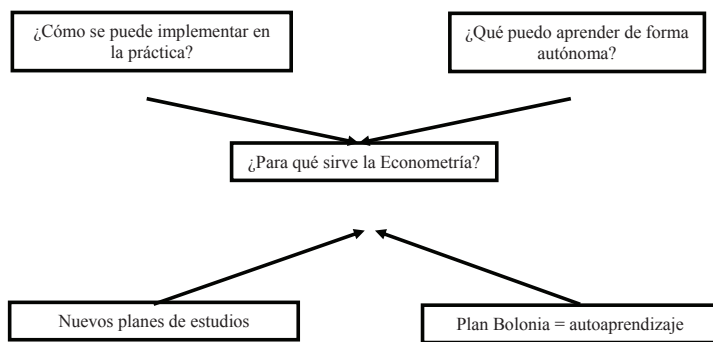 ¿Cómo se puede implementar en
la práctica?
¿Qué puedo aprender de forma
autónoma?
¿Para qué sirve la Econometría?
Nuevos planes de estudios
Plan Bolonia = autoaprendizaje